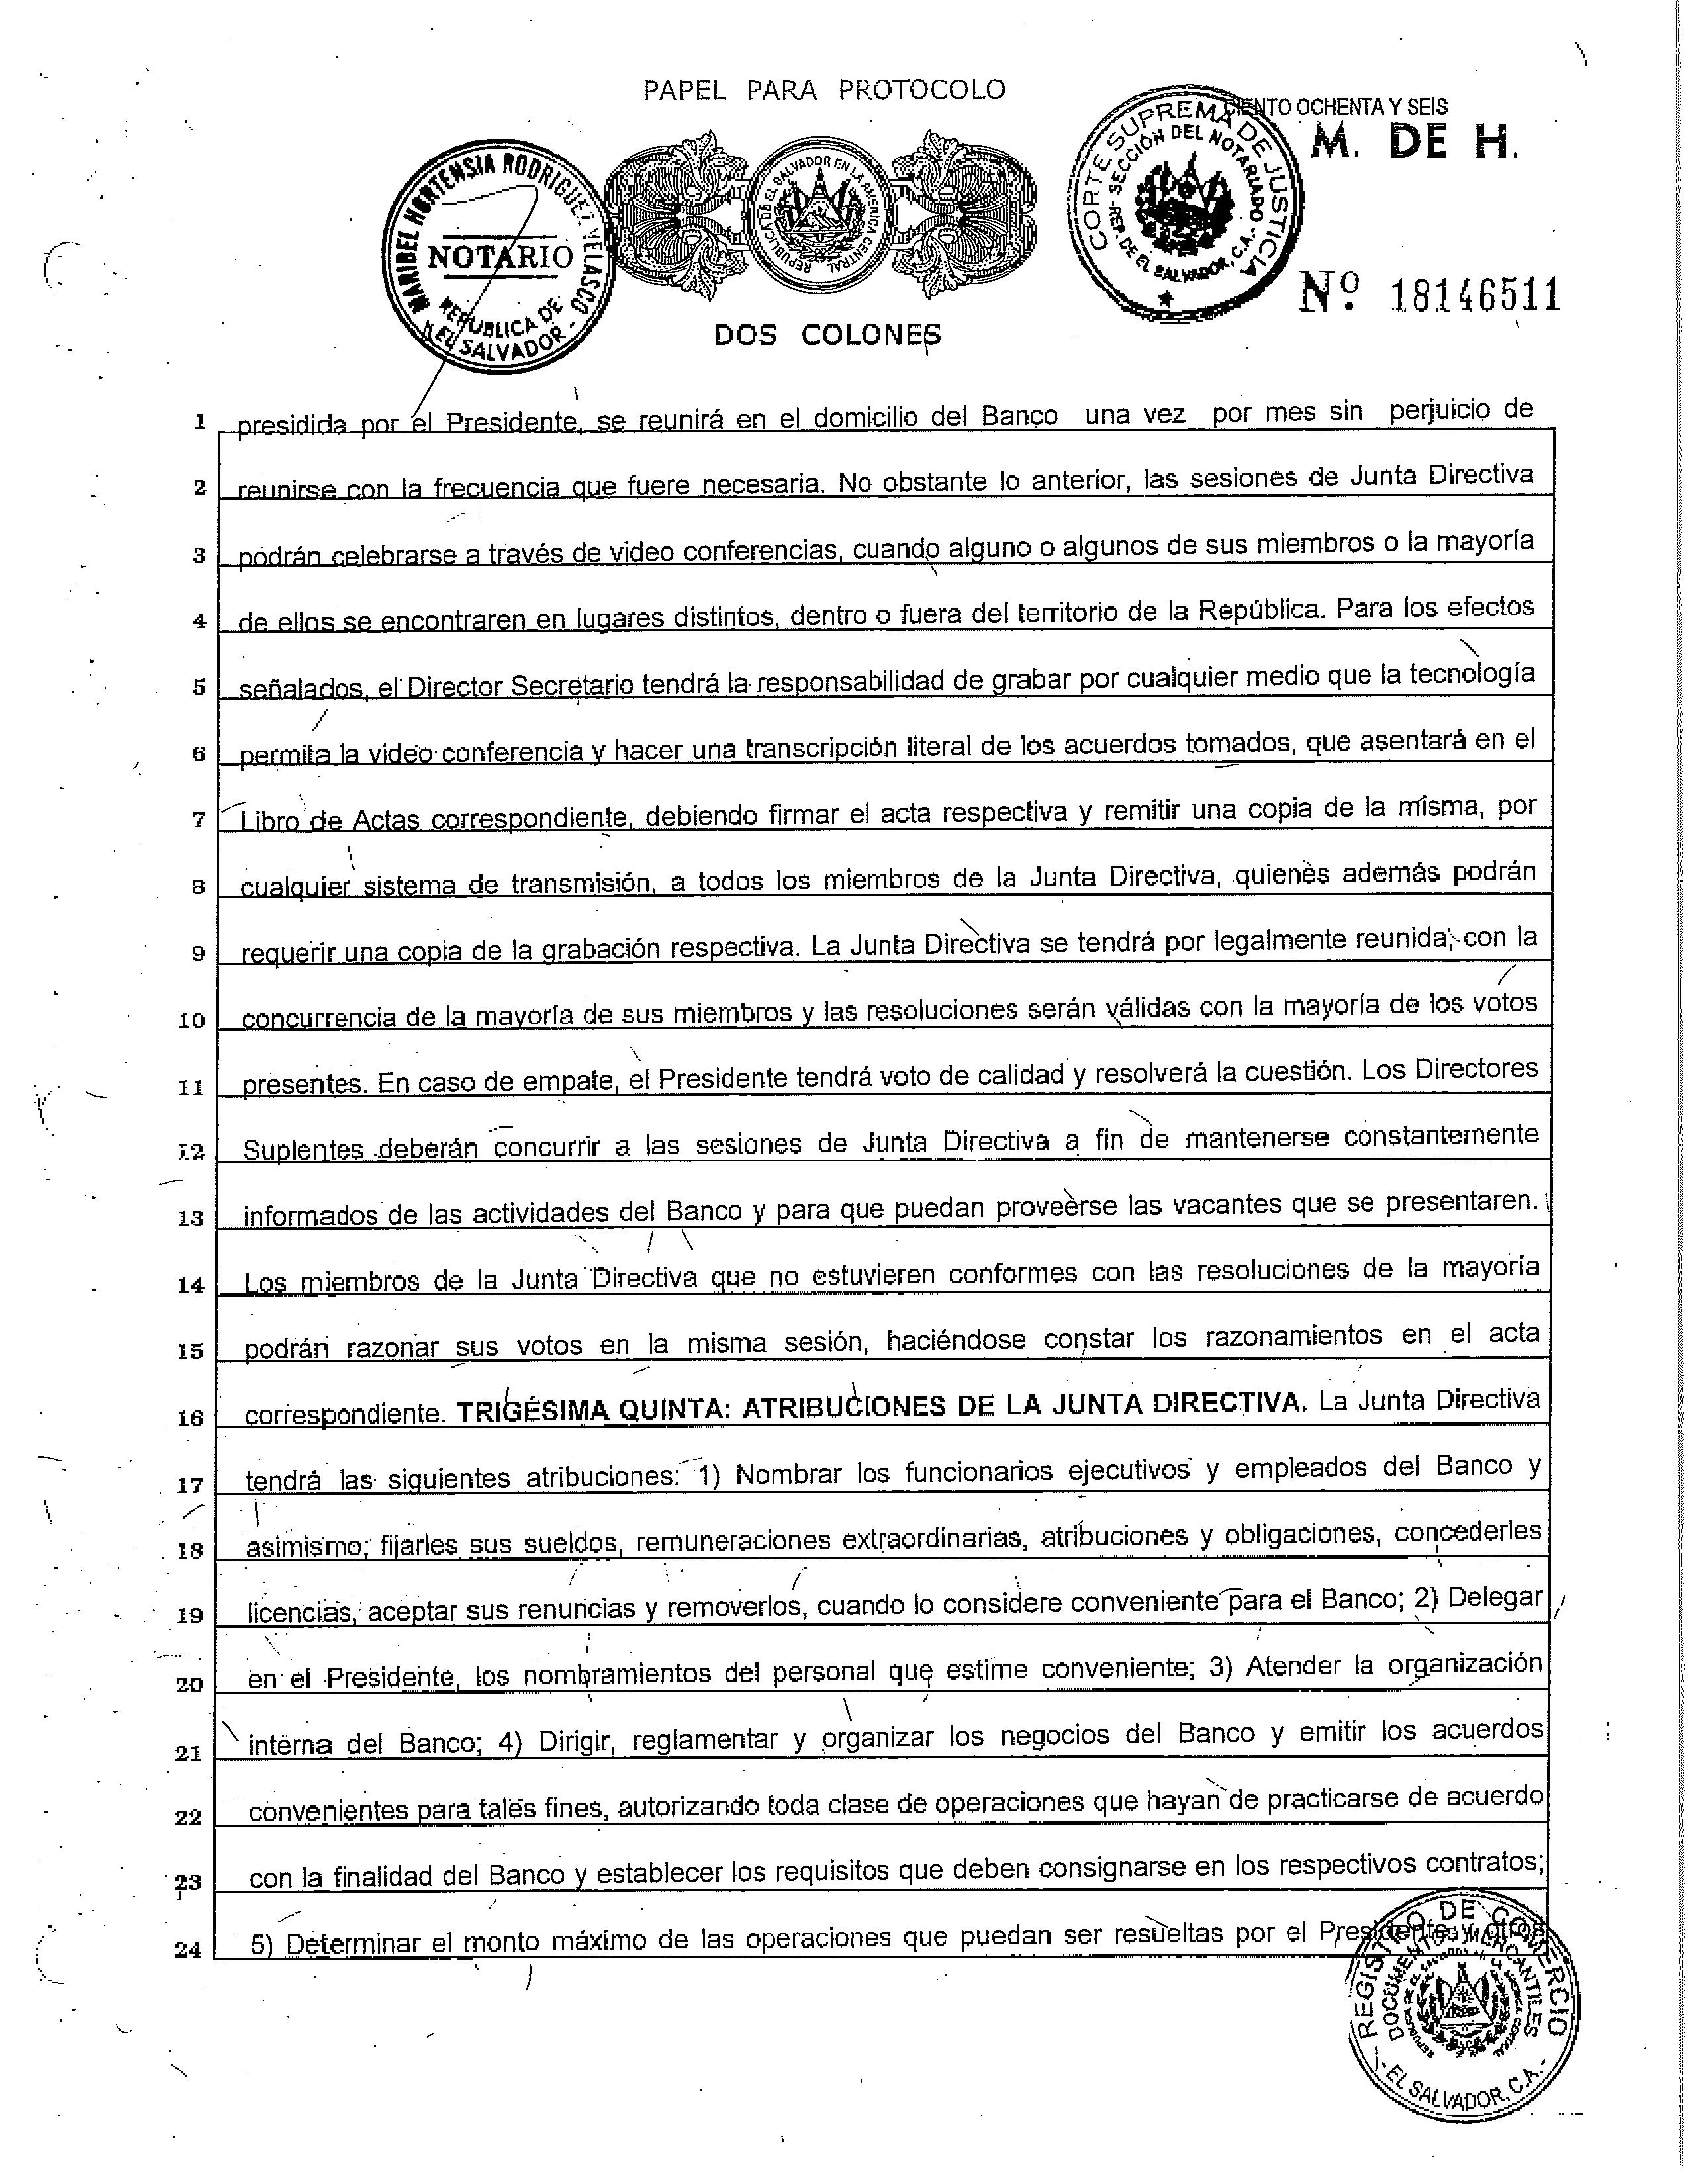 PAPEL PARA PROTOCOLO
CIENTO OCHENTA Y SEIS
M. DE H.
MARIBEL HORTENSIA RODRIGUEZ VELASCO
NOTARIO
REPUBLICA DE EL SALVADOR
REPUBLICA DE EL SALVADOR EN LA AMERICA CENTRAL
CORTE SUPREMA DE JUSTICIA
SECCIÓN DEL NOTARIADO
REP. DE EL SALVADOR, C.A.
Nº 18146511
DOS COLONES
1 presidida por el Presidente, se reunirá en el domicilio del Banco una vez por mes sin perjuicio de
2 reunirse con la frecuencia que fuere necesaria. No obstante lo anterior, las sesiones de Junta Directiva
3 podrán celebrarse a través de video conferencias, cuando alguno o algunos de sus miembros o la mayoría
4 de ellos se encontraren en lugares distintos, dentro o fuera del territorio de la República. Para los efectos
5 señalados, el Director Secretario tendrá la responsabilidad de grabar por cualquier medio que la tecnología
6 permita la video conferencia y hacer una transcripción literal de los acuerdos tomados, que asentará en el
7 Libro de Actas correspondiente, debiendo firmar el acta respectiva y remitir una copia de la misma, por
8 cualquier sistema de transmisión, a todos los miembros de la Junta Directiva, quienes además podrán
9 requerir una copia de la grabación respectiva. La Junta Directiva se tendrá por legalmente reunida, con la
10 concurrencia de la mayoría de sus miembros y las resoluciones serán válidas con la mayoría de los votos
11 presentes. En caso de empate, el Presidente tendrá voto de calidad y resolverá la cuestión. Los Directores
12 Suplentes deberán concurrir a las sesiones de Junta Directiva a fin de mantenerse constantemente
13 informados de las actividades del Banco y para que puedan proveerse las vacantes que se presentaren.
14 Los miembros de la Junta Directiva que no estuvieren conformes con las resoluciones de la mayoría
15 podrán razonar sus votos en la misma sesión, haciéndose constar los razonamientos en el acta
16 correspondiente. TRIGÉSIMA QUINTA: ATRIBUCIONES DE LA JUNTA DIRECTIVA. La Junta Directiva
17 tendrá las siguientes atribuciones: 1) Nombrar los funcionarios ejecutivos y empleados del Banco y
18 asimismo, fijarles sus sueldos, remuneraciones extraordinarias, atribuciones y obligaciones, concederles
19 licencias, aceptar sus renuncias y removerlos, cuando lo considere conveniente para el Banco; 2) Delegar
20 en el Presidente, los nombramientos del personal que estime conveniente; 3) Atender la organización
21 interna del Banco; 4) Dirigir, reglamentar y organizar los negocios del Banco y emitir los acuerdos
22 convenientes para tales fines, autorizando toda clase de operaciones que hayan de practicarse de acuerdo
23 con la finalidad del Banco y establecer los requisitos que deben consignarse en los respectivos contratos;
24 5) Determinar el monto máximo de las operaciones que puedan ser resueltas por el Presidente y otros
REGISTRO DE COMERCIO
DOCUMENTOS MERCANTILES
EL SALVADOR, C.A.